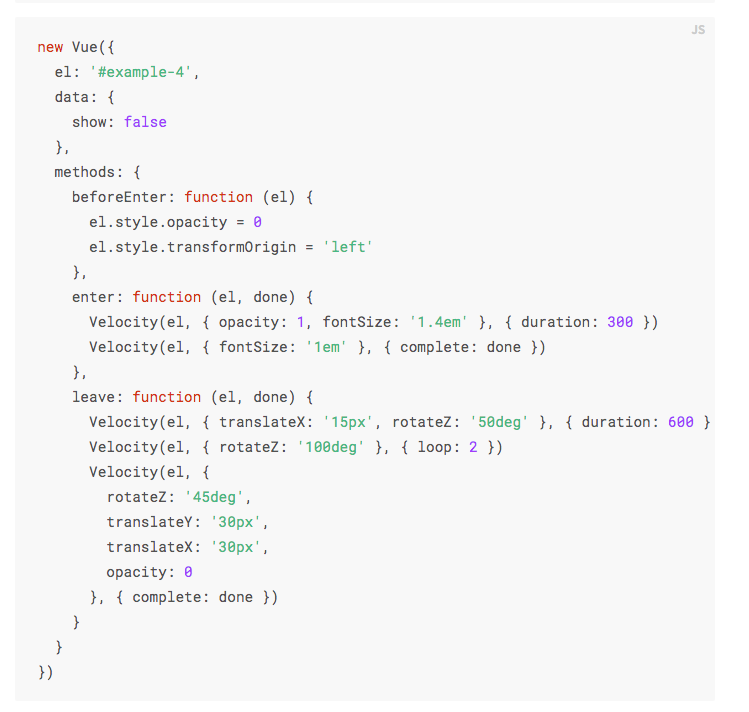 JS
new Vue({
  el: '#example-4',
  data: {
    show: false
  },
  methods: {
    beforeEnter: function (el) {
      el.style.opacity = 0
      el.style.transformOrigin = 'left'
    },
    enter: function (el, done) {
      Velocity(el, { opacity: 1, fontSize: '1.4em' }, { duration: 300 })
      Velocity(el, { fontSize: '1em' }, { complete: done })
    },
    leave: function (el, done) {
      Velocity(el, { translateX: '15px', rotateZ: '50deg' }, { duration: 600 }
      Velocity(el, { rotateZ: '100deg' }, { loop: 2 })
      Velocity(el, {
        rotateZ: '45deg',
        translateY: '30px',
        translateX: '30px',
        opacity: 0
      }, { complete: done })
    }
  }
})